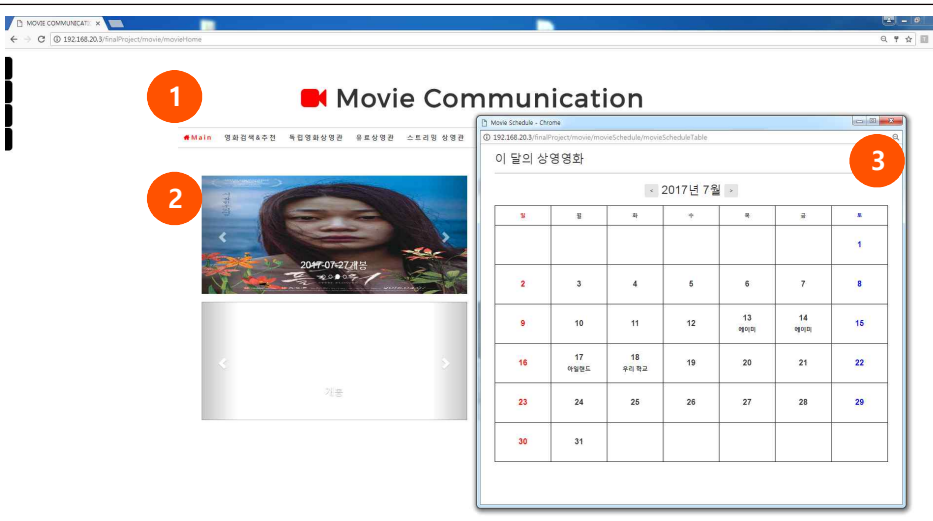 MOVIE COMMUNICATI
192.168.20.3/finalProject/movie/movieHome
1
Movie Communication
Main 영화검색&추천 독립영화상영관 유료상영관 스트리밍 상영관
2
2017-07-27개봉
개봉
Movie Schedule - Chrome
192.168.20.3/finalProject/movie/movieSchedule/movieScheduleTable
이 달의 상영영화
3
< 2017년 7월 >
일 월 화 수 목 금 토
1
2 3 4 5 6 7 8
9 10 11 12 13 14 15
에이미 에이미
16 17 18 19 20 21 22
아일랜드 우리 학교
23 24 25 26 27 28 29
30 31